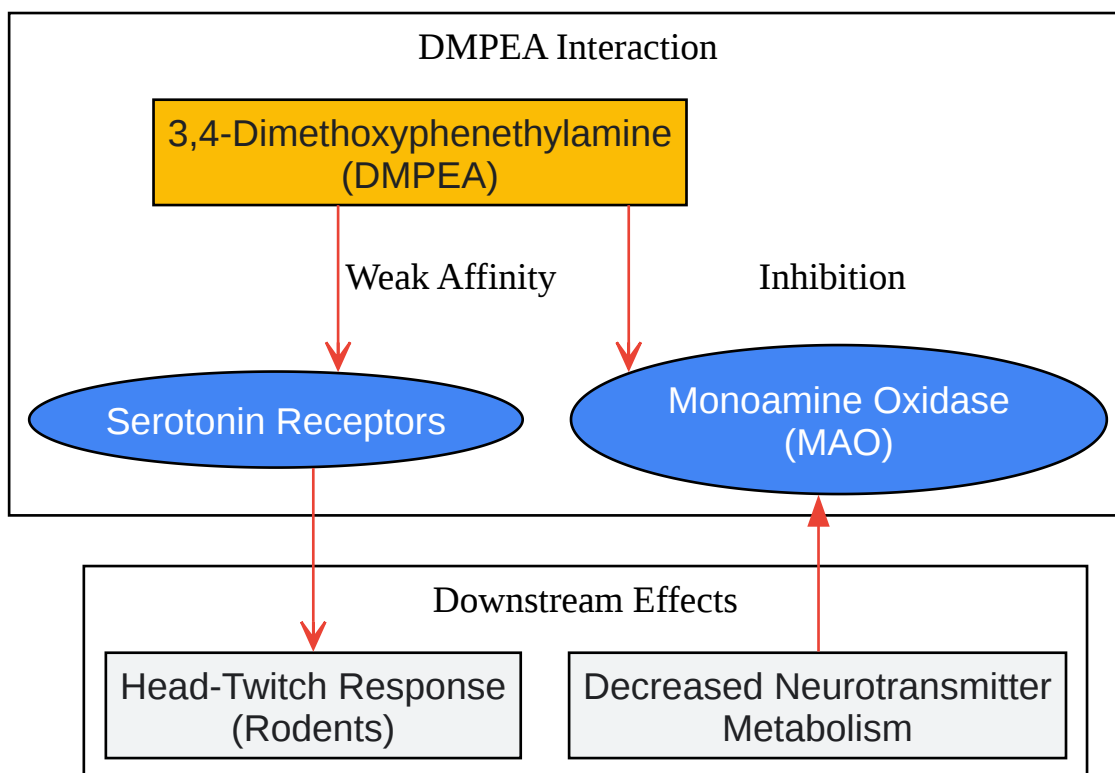 DMPEA Interaction
3,4-Dimethoxyphenethylamine
(DMPEA)
Weak Affinity
Inhibition
Serotonin Receptors
Monoamine Oxidase
(MAO)
Downstream Effects
Head-Twitch Response
(Rodents)
Decreased Neurotransmitter
Metabolism